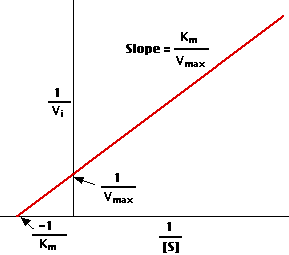 Slope = Km/Vmax
1/Vi
1/Vmax
-1/Km
1/[S]